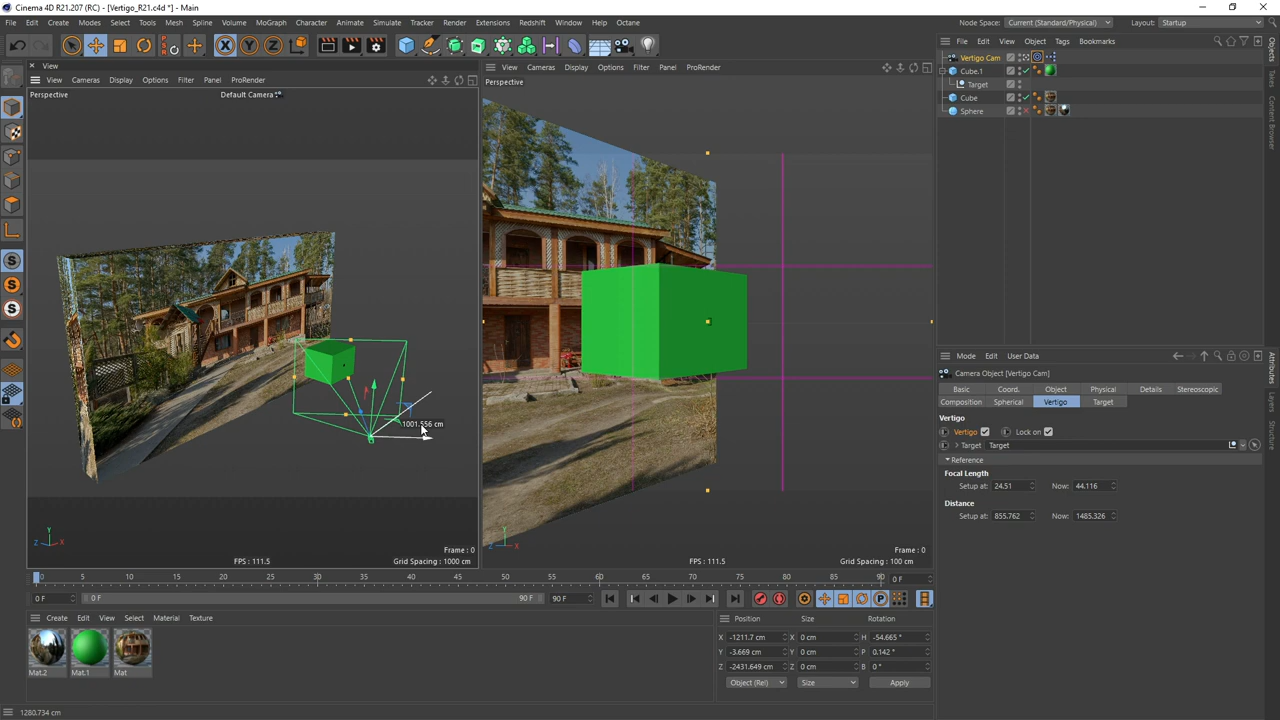 Cinema 4D R21.207 (RC) - [Vertigo_R21.c4d *] - Main
File Edit Create Modes Select Tools Mesh Spline Volume MoGraph Character Animate Simulate Tracker Render Extensions Redshift Window Help Octane
Node Space: Current (Standard/Physical) Layout: Startup
View
View Cameras Display Options Filter Panel ProRender
Perspective
Default Camera
1001.556 cm
Y
Z X
Frame : 0
FPS : 111.5
Grid Spacing : 1000 cm
View Cameras Display Options Filter Panel ProRender
Perspective
Y
Z X
Frame : 0
FPS : 111.5
Grid Spacing : 100 cm
File Edit View Object Tags Bookmarks
Vertigo Cam
Cube.1
Target
Cube
Sphere
Objects
Takes
Content Browser
Mode Edit User Data
Camera Object [Vertigo Cam]
Basic Coord. Object Physical Details Stereoscopic
Composition Spherical Vertigo Target
Vertigo
Vertigo Lock on
Target Target
Reference
Focal Length
Setup at: 24.51 Now: 44.116
Distance
Setup at: 855.762 Now: 1485.326
Attributes
Layers
Structure
0 5 10 15 20 25 30 35 40 45 50 55 60 65 70 75 80 85 90 0 F
0 F 0 F 90 F 90 F
Create Edit View Select Material Texture
Mat.2 Mat.1 Mat
Position Size Rotation
X -1211.7 cm X 0 cm H -54.665 °
Y -3.669 cm Y 0 cm P 0.142 °
Z -2431.649 cm Z 0 cm B 0 °
Object (Rel) Size Apply
1280.734 cm